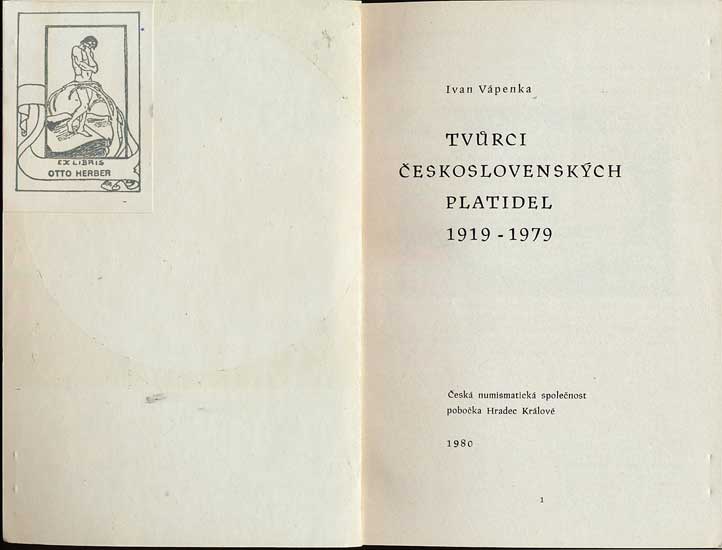 EX LIBRIS
OTTO HERBER
Ivan Vápenka
TVŮRCI
ČESKOSLOVENSKÝCH
PLATIDEL
1919 - 1979
Česká numismatická společnost
pobočka Hradec Králové
1980
1